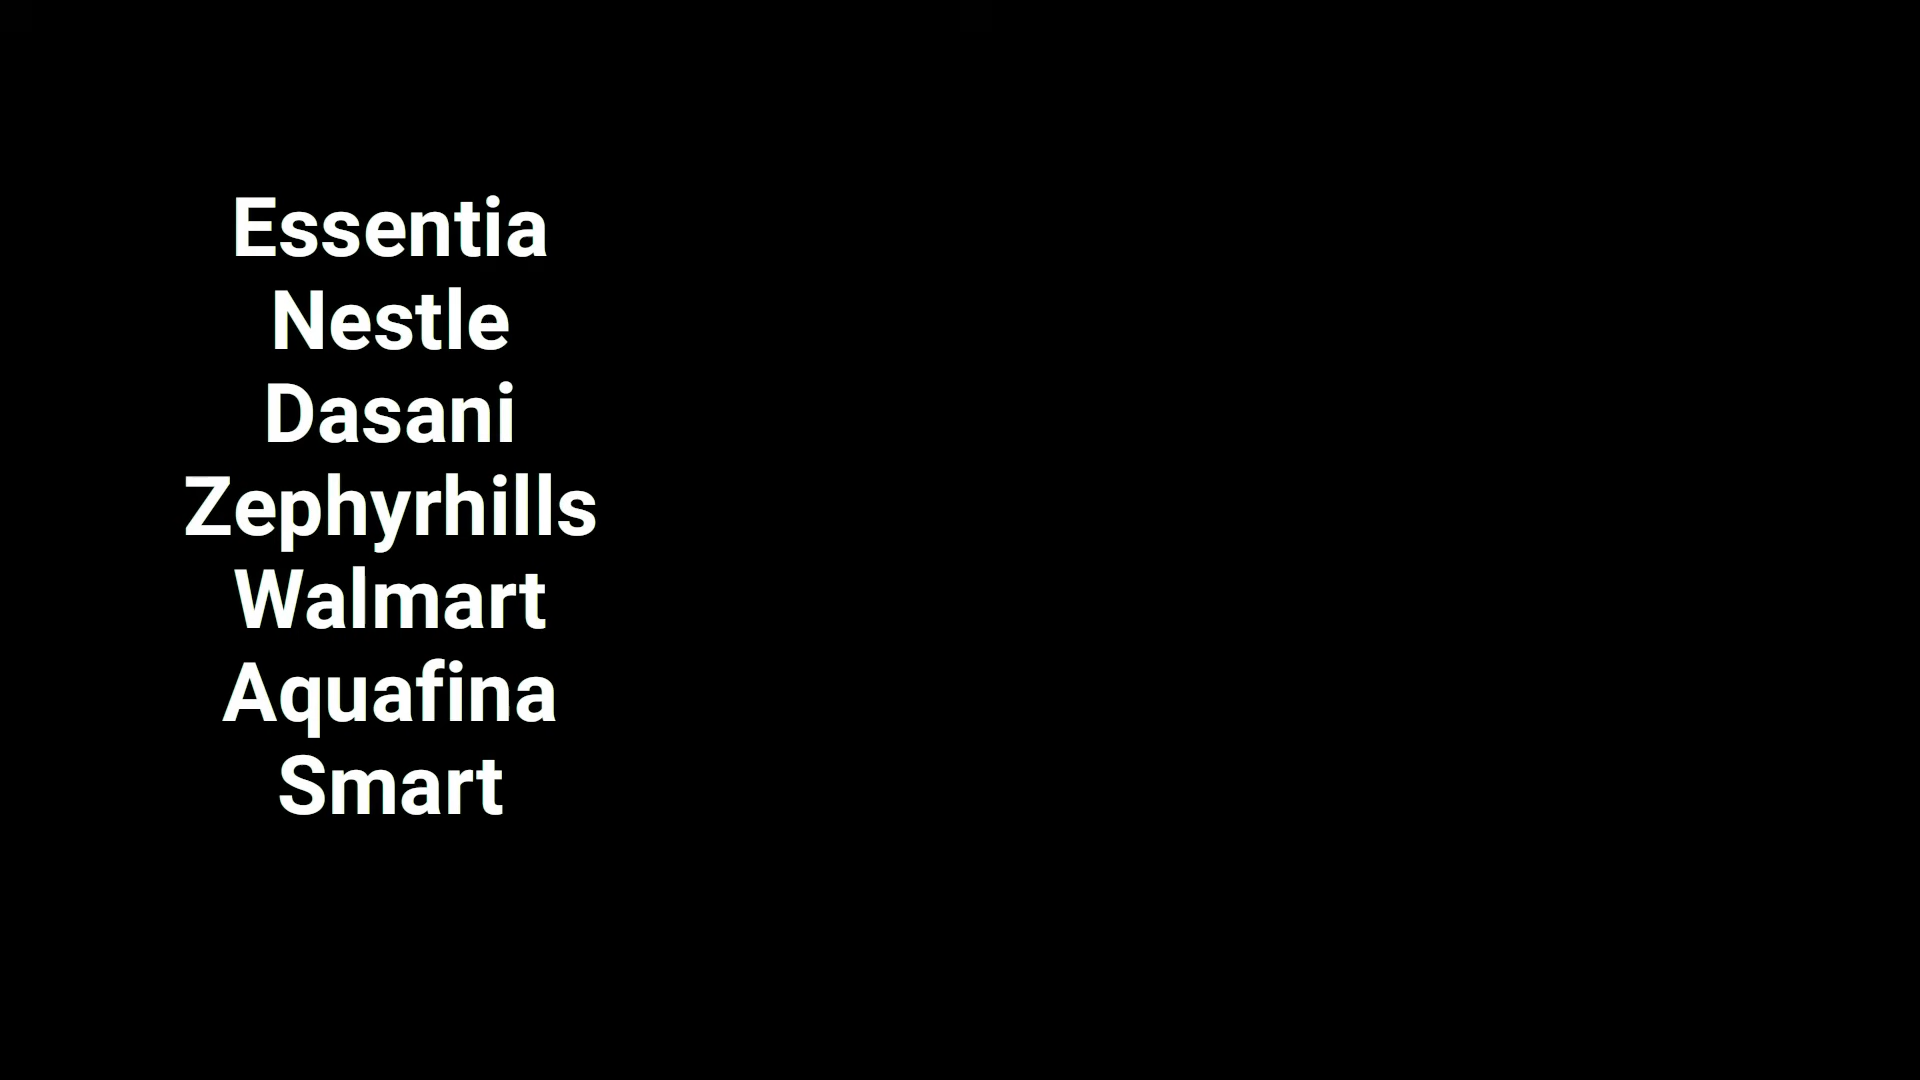 Essentia
Nestle
Dasani
Zephyrhills
Walmart
Aquafina
Smart